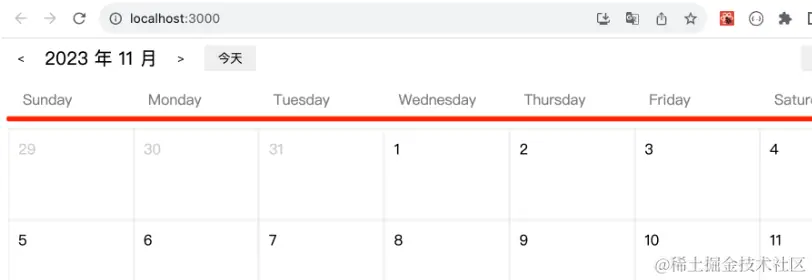 localhost:3000
< 2023 年 11 月 > 今天
Sunday Monday Tuesday Wednesday Thursday Friday Satur
29 30 31 1 2 3 4
5 6 7 8 9 10 11
@稀土掘金技术社区